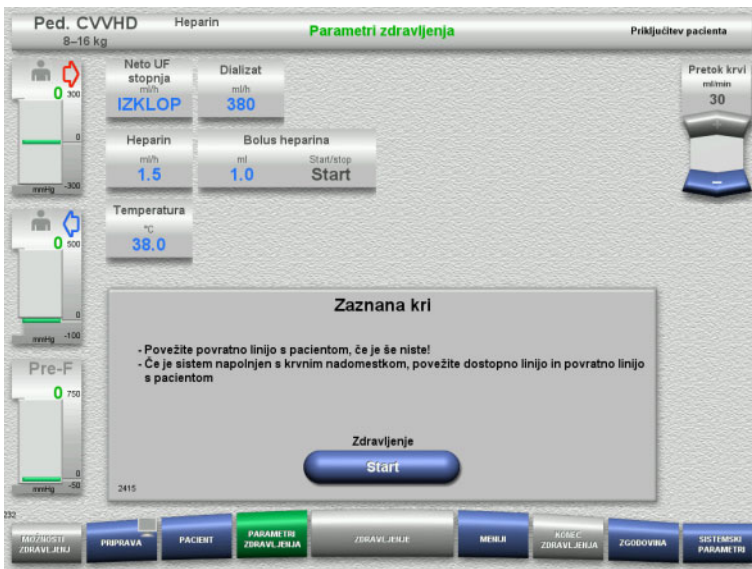 Ped. CVVHD
8–16 kg
Heparin
Parametri zdravljenja
Priključitev pacienta
0
300
0
-300
mmHg
Neto UF
stopnja
ml/h
IZKLOP
Dializat
ml/h
380
Pretok krvi
ml/min
30
Heparin
ml/h
1.5
Bolus heparina
ml
1.0
Start/stop
Start
0
500
0
-100
mmHg
Temperatura
°C
38.0
Zaznana kri
- Povežite povratno linijo s pacientom, če je še niste!
- Če je sistem napolnjen s krvnim nadomestkom, povežite dostopno linijo in povratno linijo
s pacientom
Zdravljenje
Start
2415
Pre-F
0
750
0
-50
mmHg
232
MOŽNOSTI
ZDRAVLJENJ
PRIPRAVA
PACIENT
PARAMETRI
ZDRAVLJENJA
ZDRAVLJENJE
MENIJI
KONEC
ZDRAVLJENJA
ZGODOVINA
SISTEMSKI
PARAMETRI